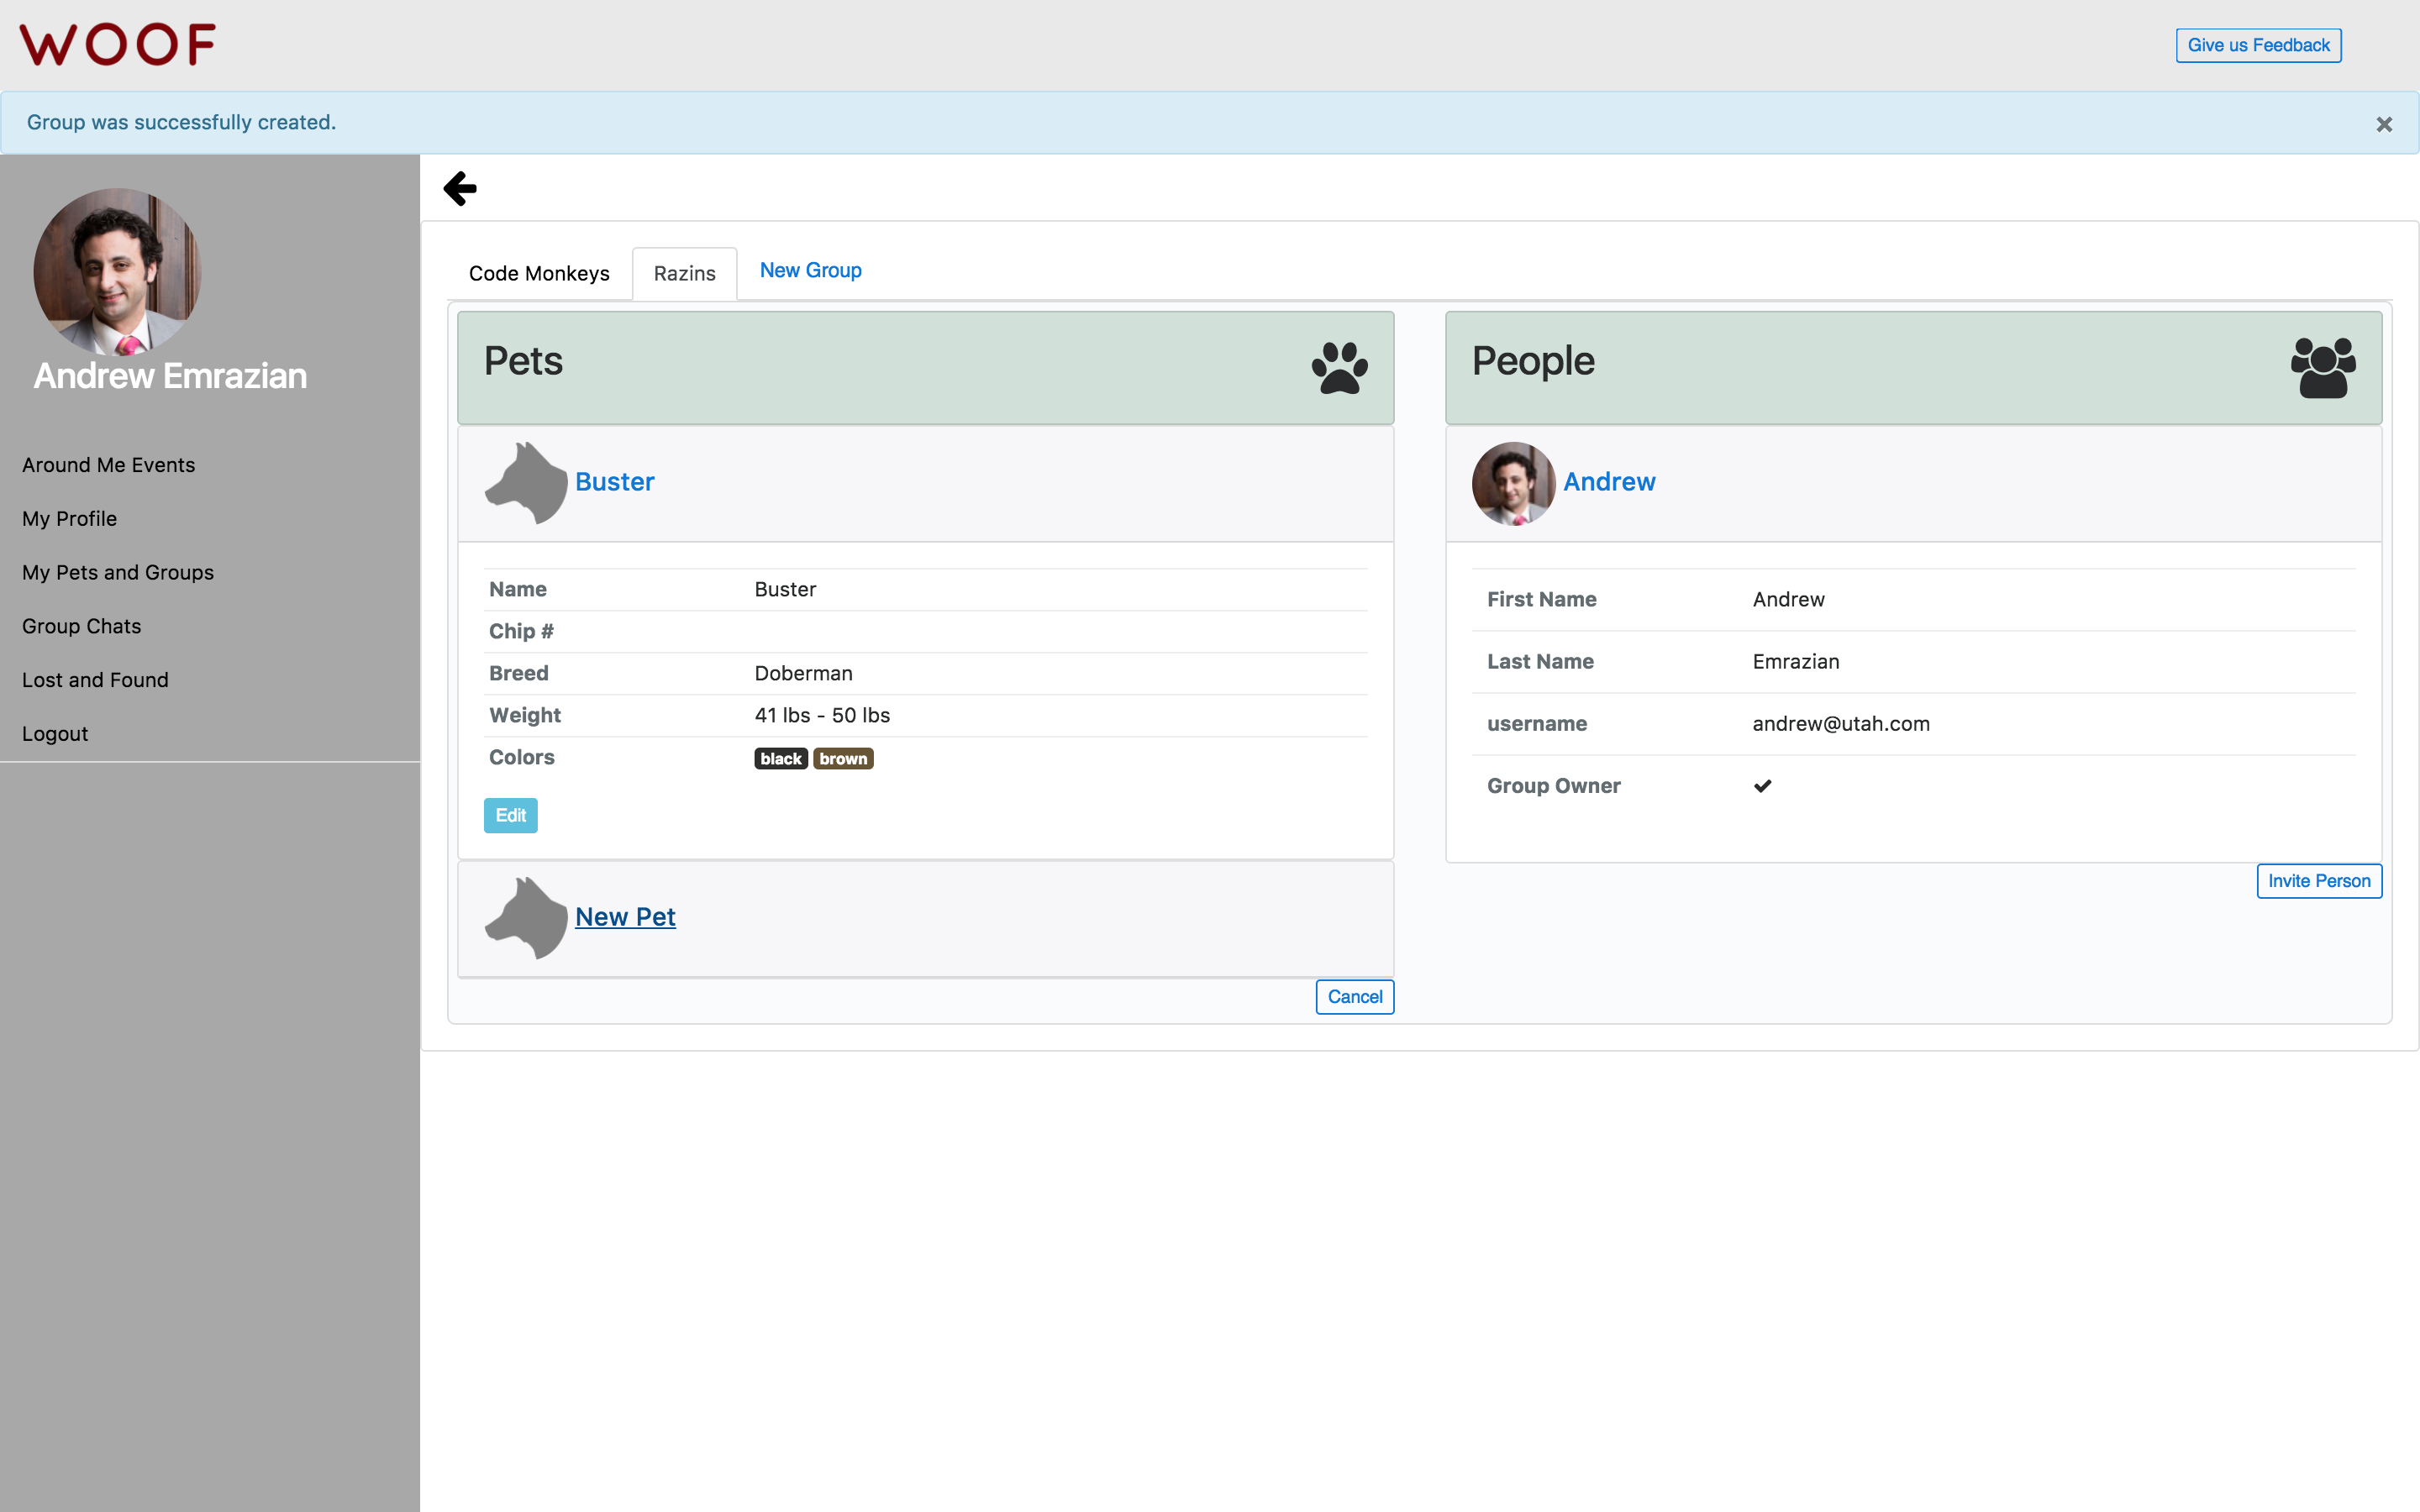 WOOF
Give us Feedback
Group was successfully created.
×
Andrew Emrazian
Around Me Events
My Profile
My Pets and Groups
Group Chats
Lost and Found
Logout
Code Monkeys
Razins
New Group
Pets
Buster
Name Buster
Chip #
Breed Doberman
Weight 41 lbs - 50 lbs
Colors black brown
Edit
New Pet
Cancel
People
Andrew
First Name Andrew
Last Name Emrazian
username andrew@utah.com
Group Owner
Invite Person